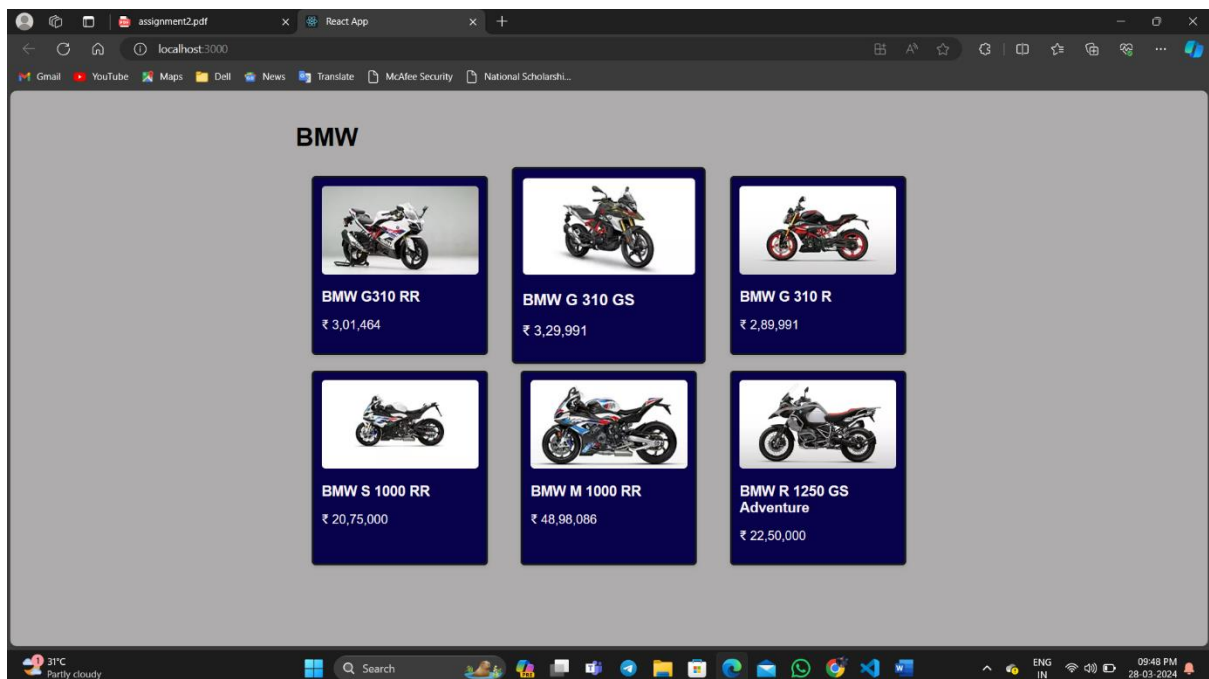 assignment2.pdf
React App
localhost:3000
Gmail
YouTube
Maps
Dell
News
Translate
McAfee Security
National Scholarshi...
BMW
BMW G310 RR
₹ 3,01,464
BMW G 310 GS
₹ 3,29,991
BMW G 310 R
₹ 2,89,991
BMW S 1000 RR
₹ 20,75,000
BMW M 1000 RR
₹ 48,98,086
BMW R 1250 GS
Adventure
₹ 22,50,000
1
31°C
Partly cloudy
Search
ENG
IN
09:48 PM
28-03-2024